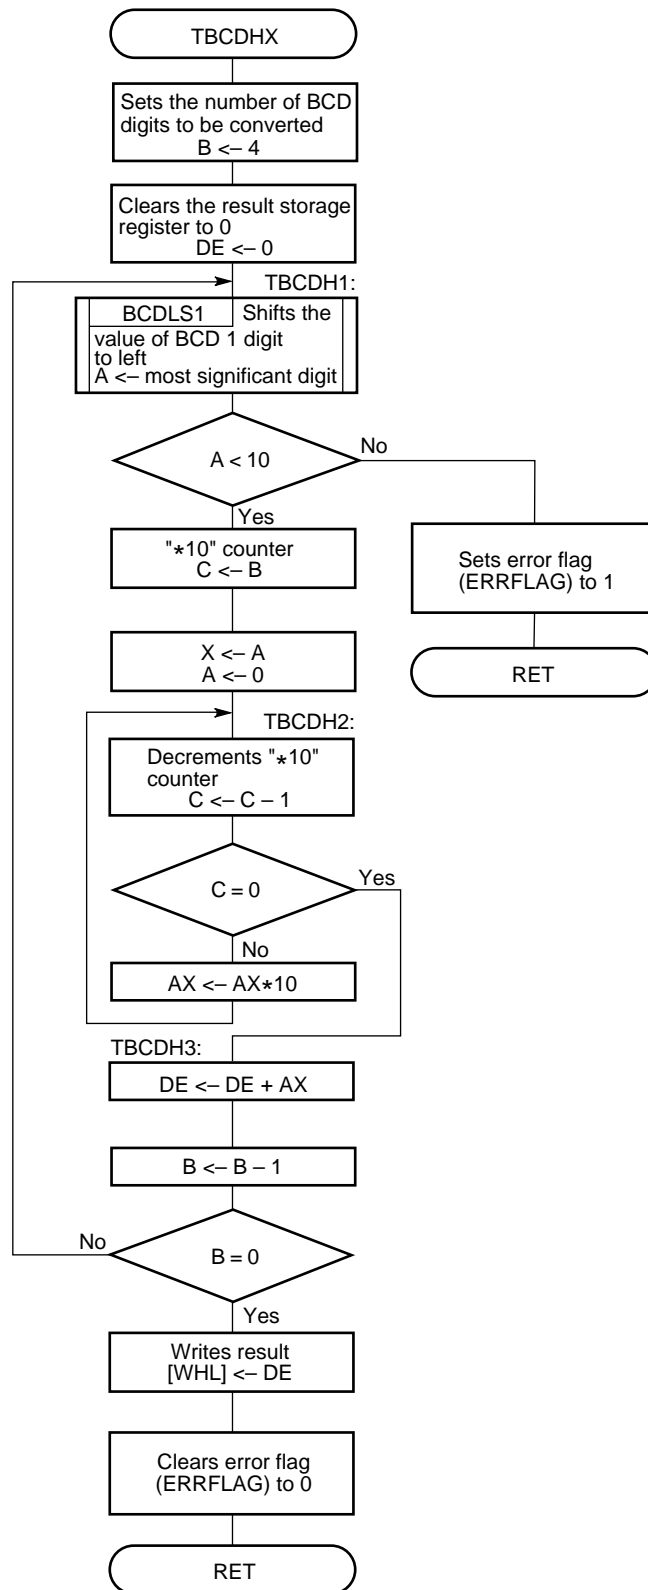 TBCDHX
Sets the number of BCD
digits to be converted
B <– 4
Clears the result storage
register to 0
DE <– 0
TBCDH1:
BCDLS1 Shifts the
value of BCD 1 digit
to left
A <– most significant digit
A < 10
No
Yes
"*10" counter
C <– B
Sets error flag
(ERRFLAG) to 1
X <– A
A <– 0
RET
TBCDH2:
Decrements "*10"
counter
C <– C – 1
C = 0
Yes
No
AX <– AX*10
TBCDH3:
DE <– DE + AX
B <– B – 1
No
B = 0
Yes
Writes result
[WHL] <– DE
Clears error flag
(ERRFLAG) to 0
RET